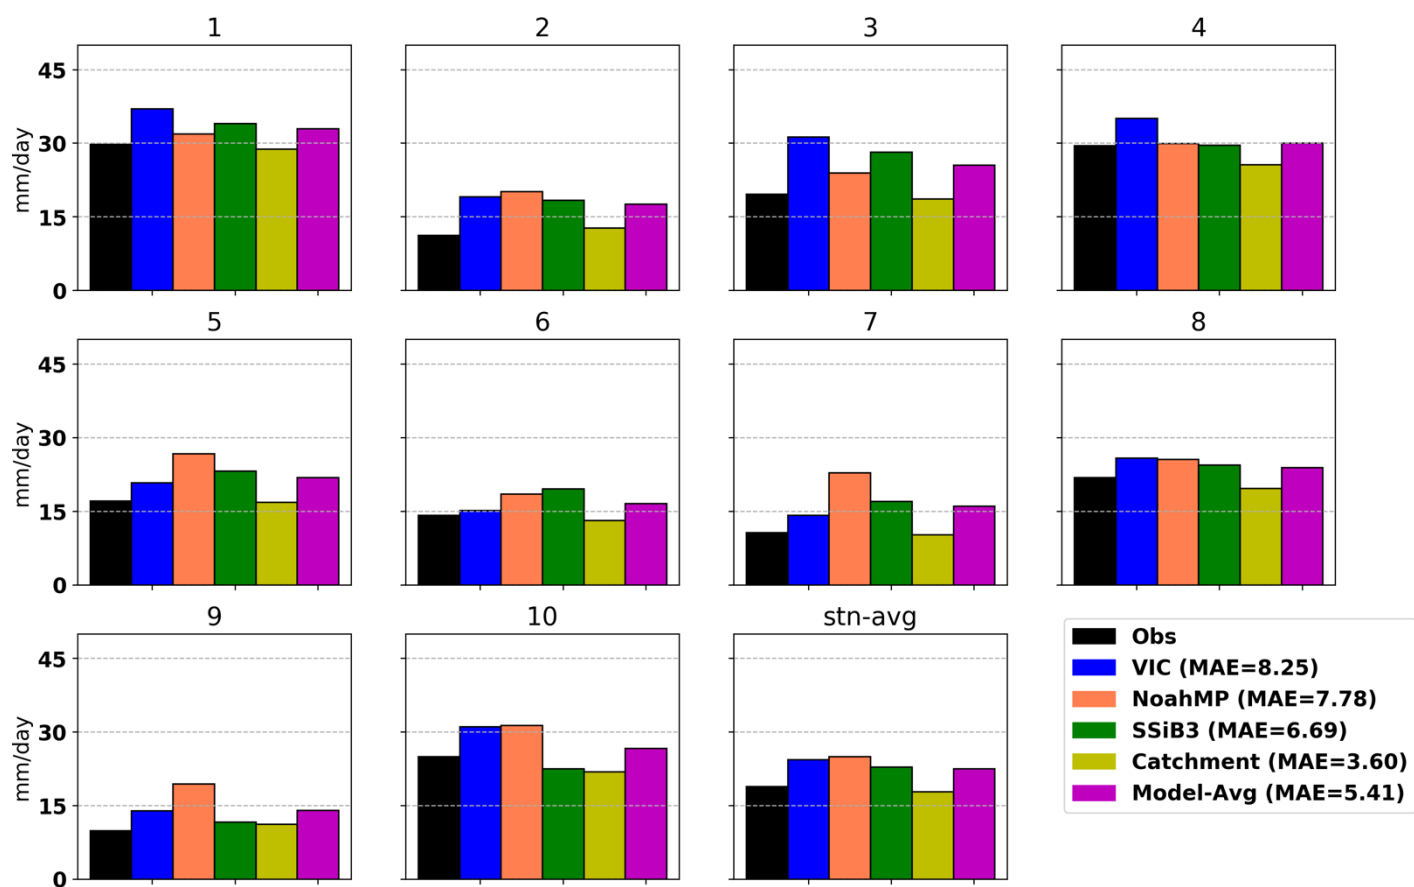 1 2 3 4
45
30
15
0
mm/day
5 6 7 8
45
30
15
0
mm/day
9 10 stn-avg
45
30
15
0
mm/day
Obs
VIC (MAE=8.25)
NoahMP (MAE=7.78)
SSiB3 (MAE=6.69)
Catchment (MAE=3.60)
Model-Avg (MAE=5.41)